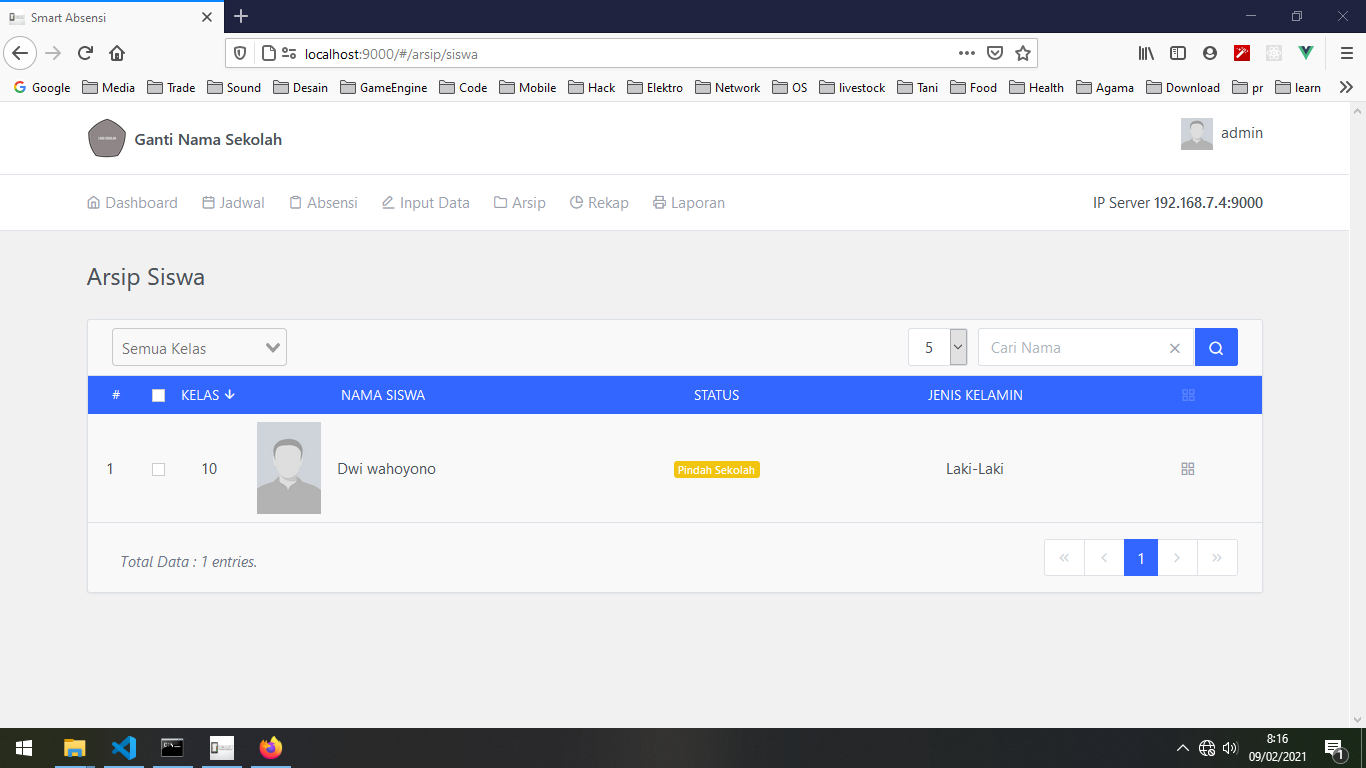 Smart Absensi
localhost:9000/#/arsip/siswa
Google Media Trade Sound Desain GameEngine Code Mobile Hack Elektro Network OS livestock Tani Food Health Agama Download pr learn
Ganti Nama Sekolah
admin
Dashboard Jadwal Absensi Input Data Arsip Rekap Laporan
IP Server 192.168.7.4:9000
Arsip Siswa
Semua Kelas 5 Cari Nama
# KELAS NAMA SISWA STATUS JENIS KELAMIN
1 10 Dwi wahoyono Pindah Sekolah Laki-Laki
Total Data : 1 entries.
« ‹ 1 › »
8:16
09/02/2021
1